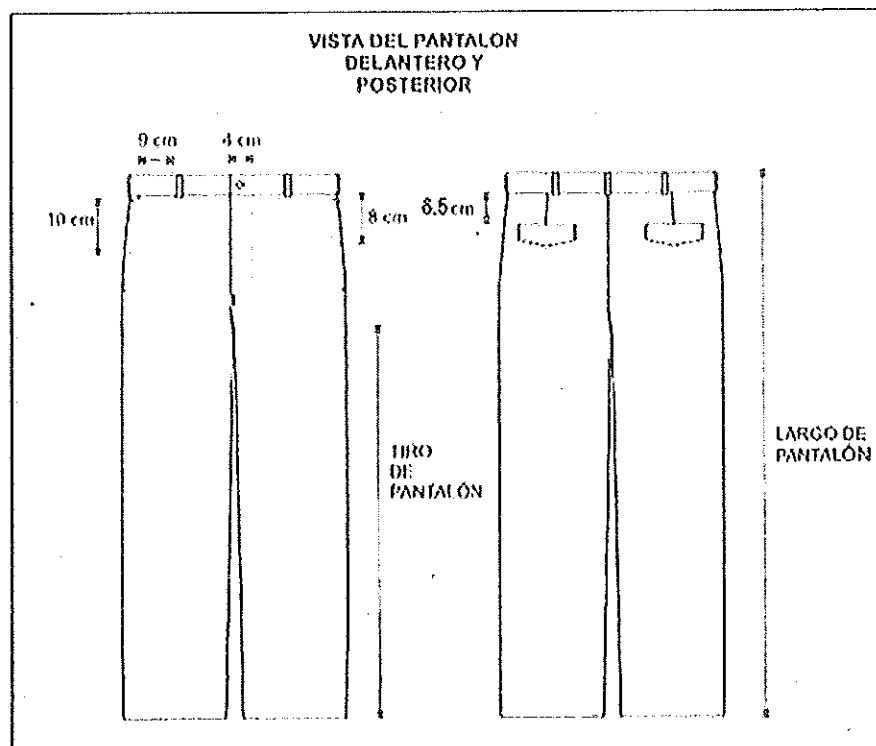 VISTA DEL PANTALON
DELANTERO Y
POSTERIOR
9 cm
4 cm
10 cm
8 cm
6.5 cm
TIRO
DE
PANTALÓN
LARGO DE
PANTALÓN